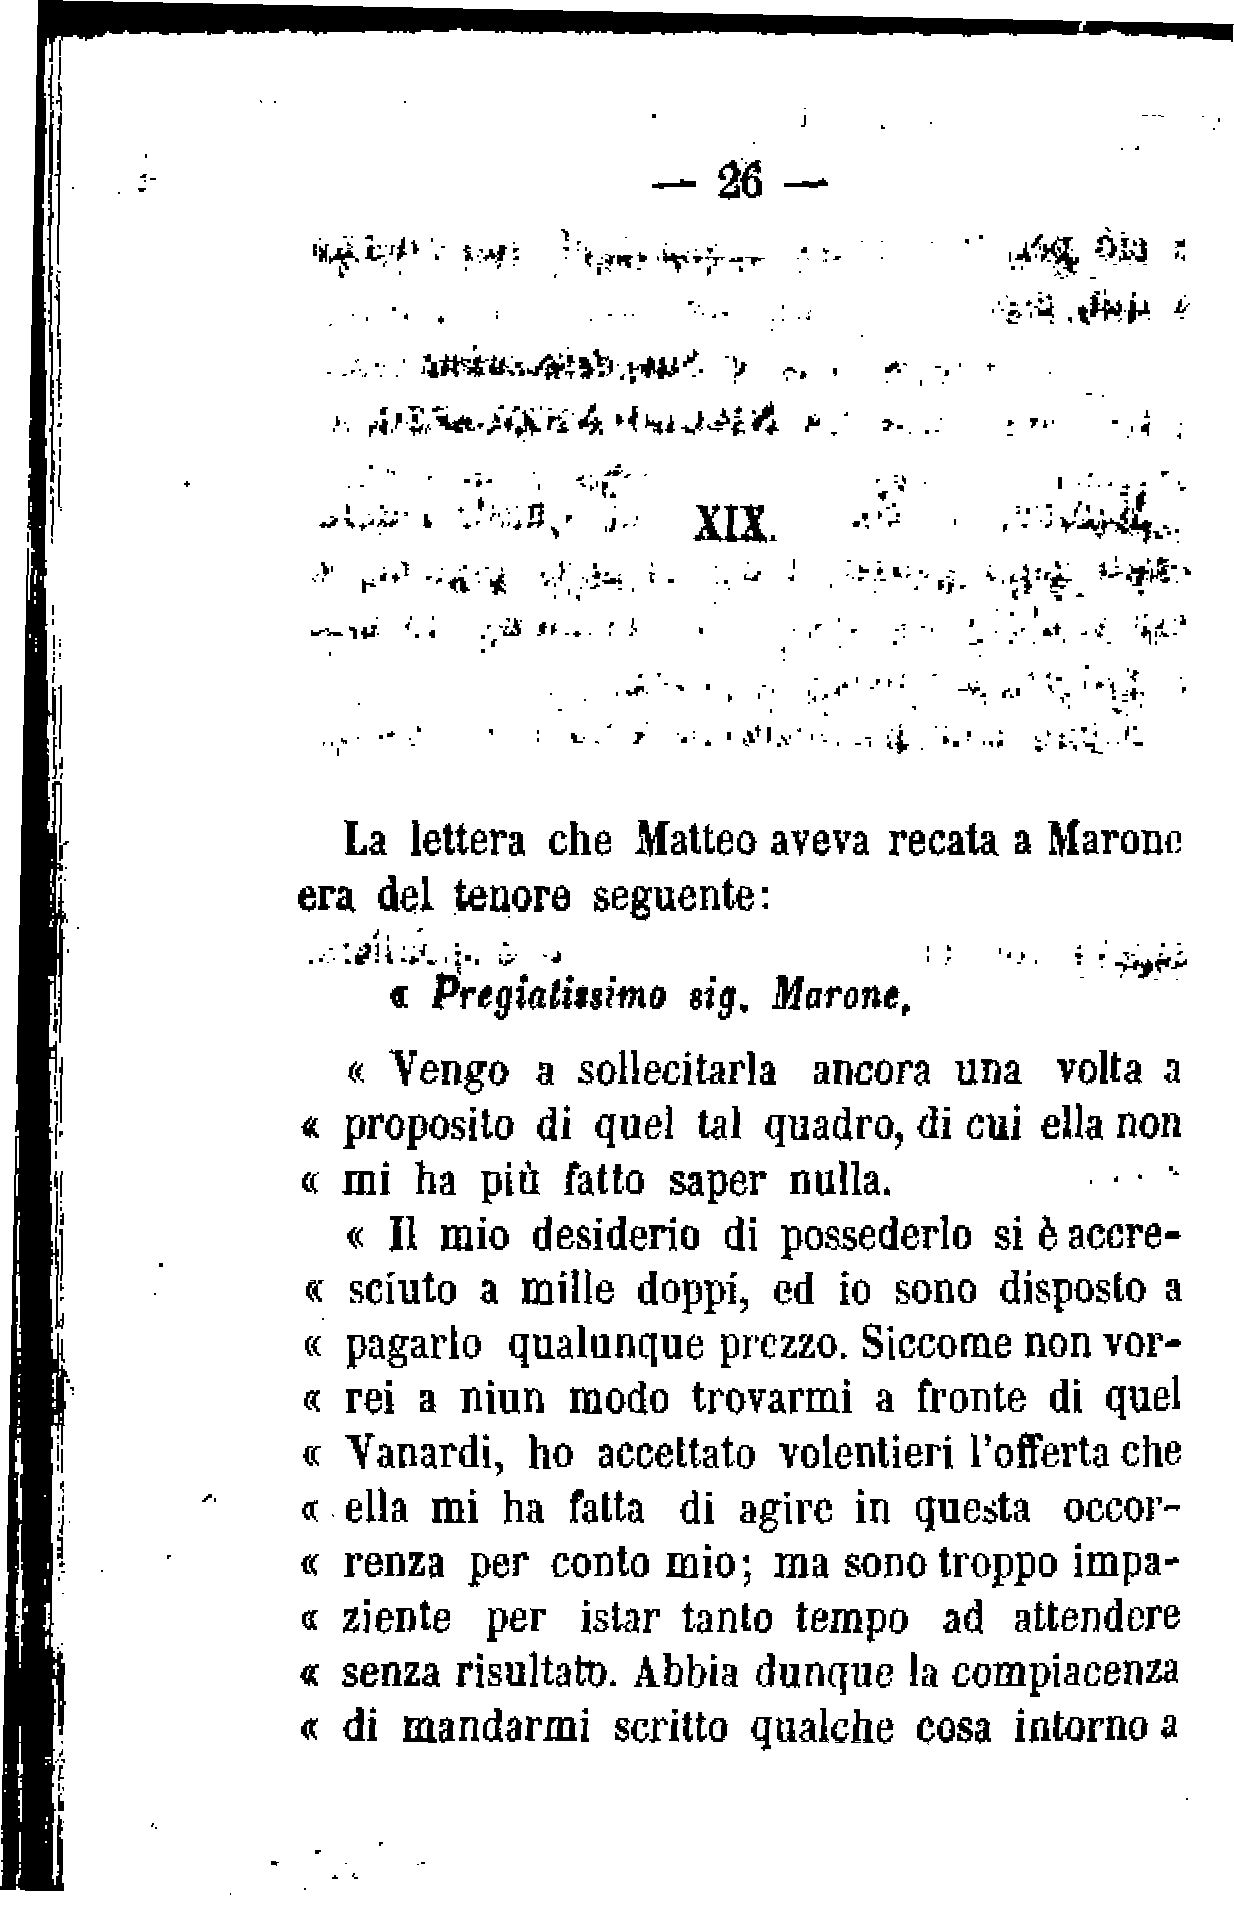 — 26 —
XIX.
La lettera che Matteo aveva recata a Marone
era del tenore seguente:
« Pregiatissimo sig. Marone,
« Vengo a sollecitarla ancora una volta a
« proposito di quel tal quadro, di cui ella non
« mi ha più fatto saper nulla.
« Il mio desiderio di possederlo si è accre-
« sciuto a mille doppi, ed io sono disposto a
« pagarlo qualunque prezzo. Siccome non vor-
« rei a niun modo trovarmi a fronte di quel
« Vanardi, ho accettato volentieri l'offerta che
« ella mi ha fatta di agire in questa occor-
« renza per conto mio; ma sono troppo impa-
« ziente per istar tanto tempo ad attendere
« senza risultato. Abbia dunque la compiacenza
« di mandarmi scritto qualche cosa intorno a